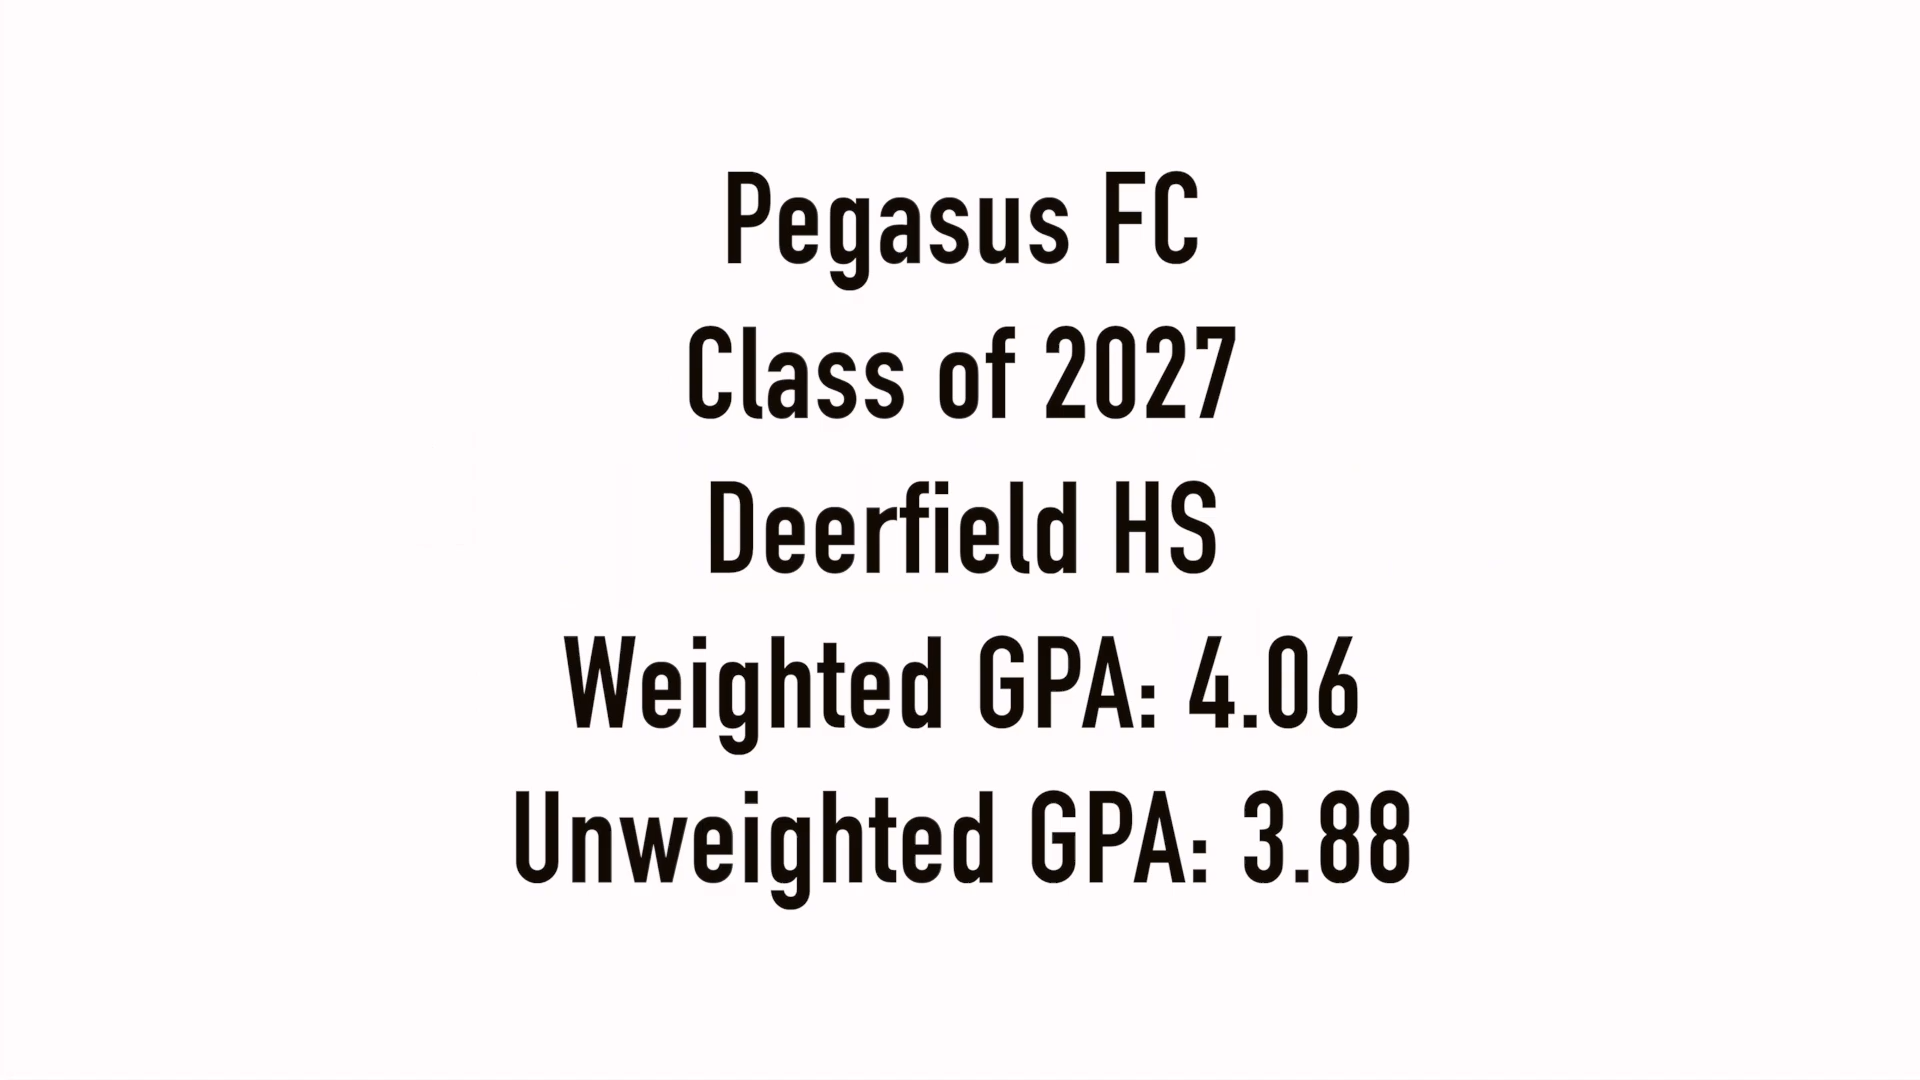 Pegasus FC
Class of 2027
Deerfield HS
Weighted GPA: 4.06
Unweighted GPA: 3.88